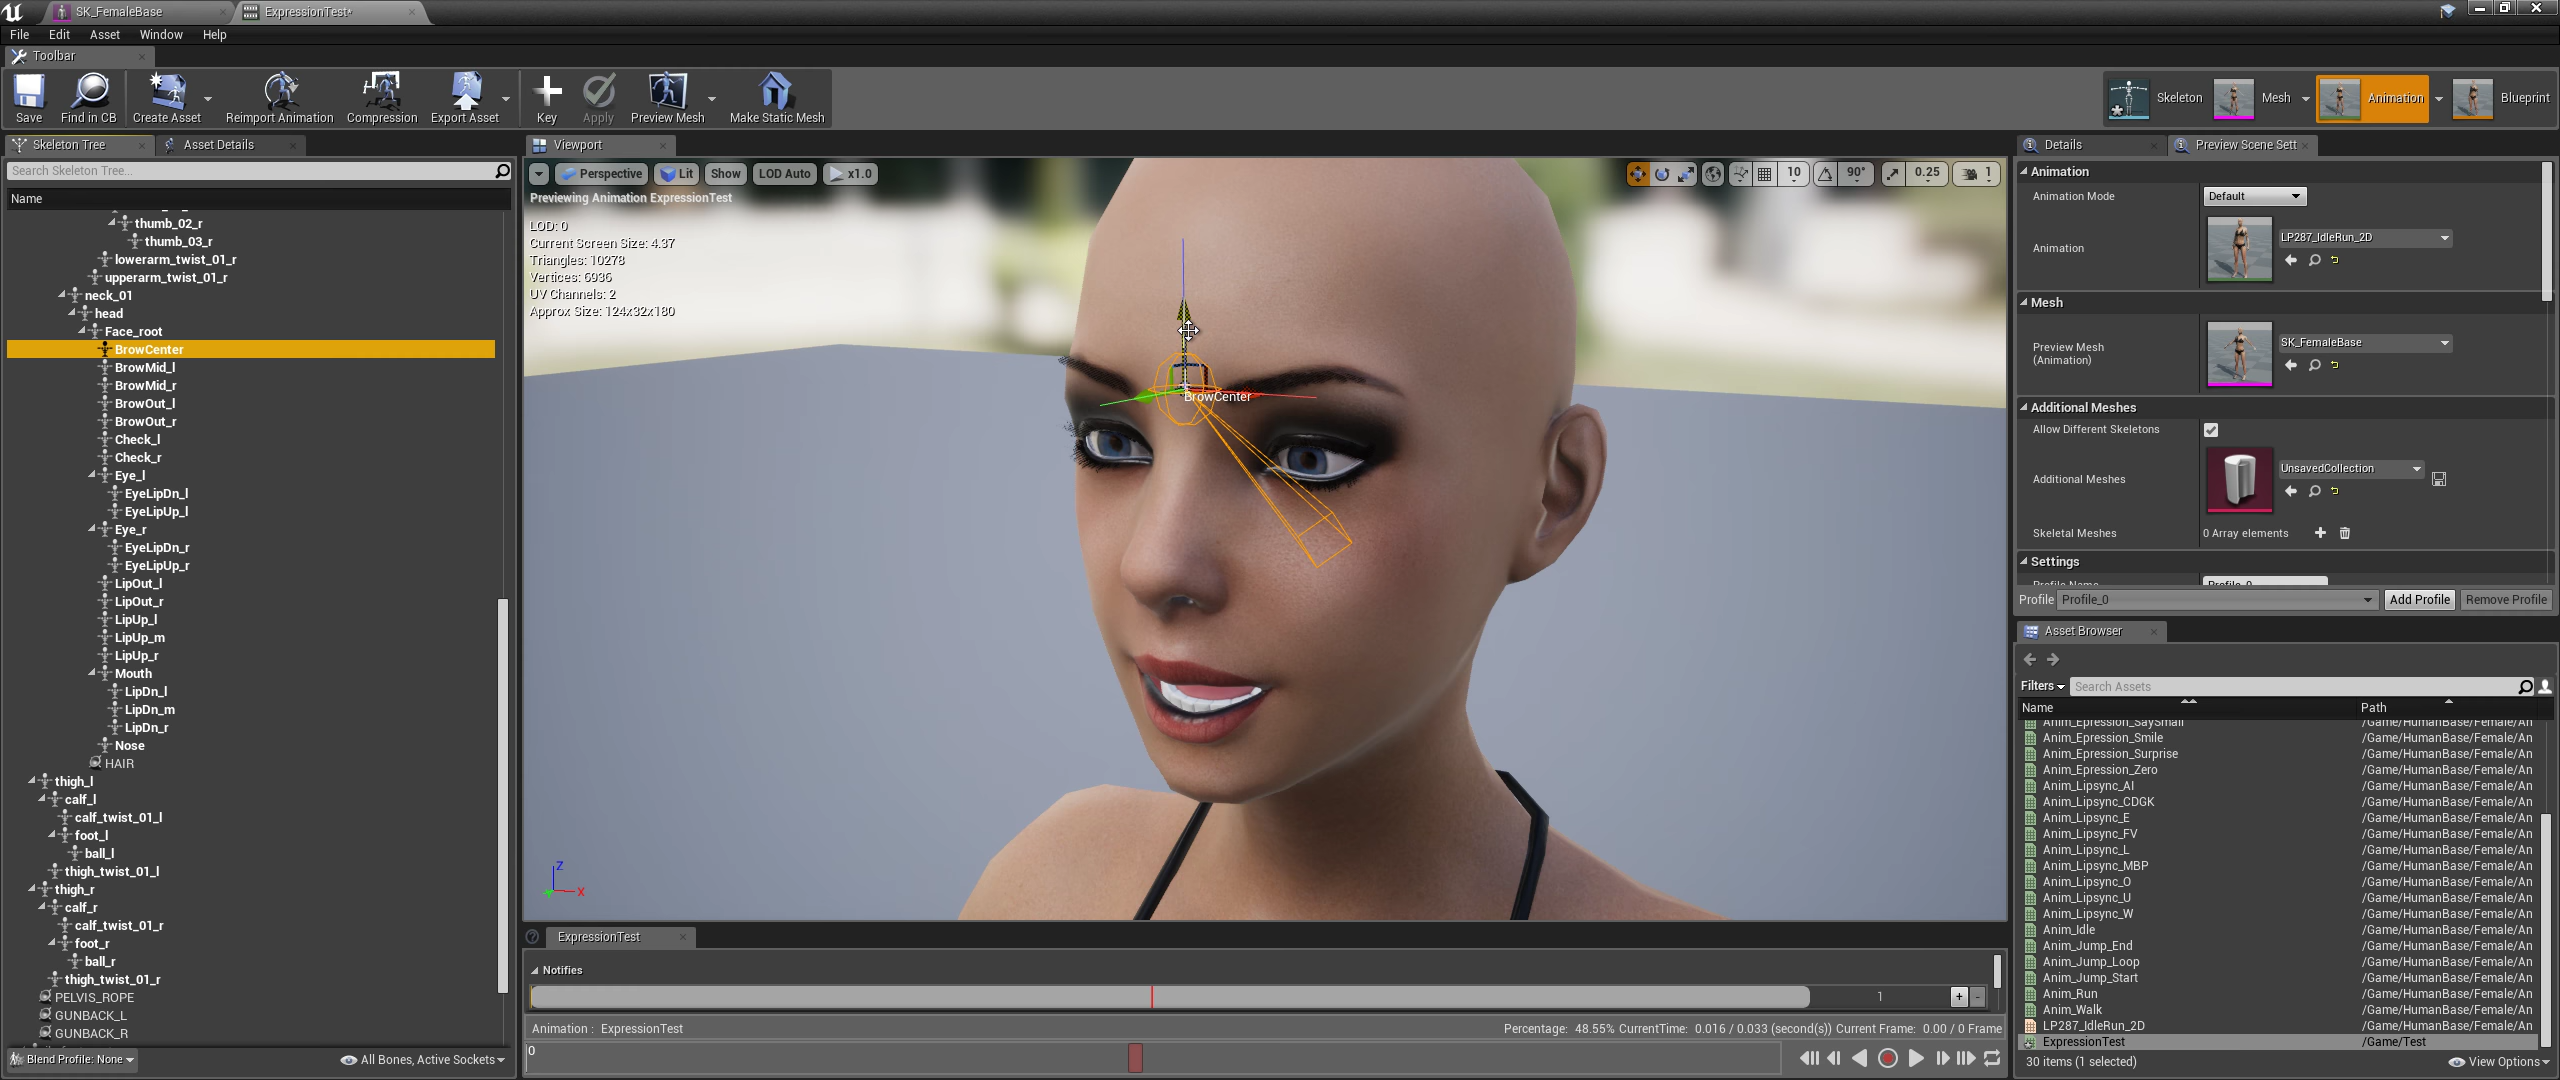 SK_FemaleBase
ExpressionTest*
File Edit Asset Window Help
Toolbar
Save
Find in CB
Create Asset
Reimport Animation
Compression
Export Asset
Key
Apply
Preview Mesh
Make Static Mesh
Skeleton
Mesh
Animation
Blueprint
Skeleton Tree
Asset Details
Search Skeleton Tree...
Name
thumb_02_r
thumb_03_r
lowerarm_twist_01_r
upperarm_twist_01_r
neck_01
head
Face_root
BrowCenter
BrowMid_l
BrowMid_r
BrowOut_l
BrowOut_r
Check_l
Check_r
Eye_l
EyeLipDn_l
EyeLipUp_l
Eye_r
EyeLipDn_r
EyeLipUp_r
LipOut_l
LipOut_r
LipUp_l
LipUp_m
LipUp_r
Mouth
LipDn_l
LipDn_m
LipDn_r
Nose
HAIR
thigh_l
calf_l
calf_twist_01_l
foot_l
ball_l
thigh_twist_01_l
thigh_r
calf_r
calf_twist_01_r
foot_r
ball_r
thigh_twist_01_r
PELVIS_ROPE
GUNBACK_L
GUNBACK_R
Blend Profile: None
All Bones, Active Sockets
Viewport
Perspective Lit Show LOD Auto x1.0
10 90° 0.25 1
Previewing Animation ExpressionTest
LOD: 0
Current Screen Size: 4.37
Triangles: 10278
Vertices: 6936
UV Channels: 2
Approx Size: 124x32x180
BrowCenter
Z
X
ExpressionTest
Notifies
1
+ -
Animation : ExpressionTest
Percentage: 48.55% CurrentTime: 0.016 / 0.033 (second(s)) Current Frame: 0.00 / 0 Frame
0
Details
Preview Scene Sett
Animation
Animation Mode
Default
Animation
LP287_IdleRun_2D
Mesh
Preview Mesh
(Animation)
SK_FemaleBase
Additional Meshes
Allow Different Skeletons
Additional Meshes
UnsavedCollection
Skeletal Meshes
0 Array elements
Settings
Profile Name
Profile_0
Profile
Profile_0
Add Profile
Remove Profile
Asset Browser
Filters
Search Assets
Name Path
Anim_Epression_SaySmall /Game/HumanBase/Female/An
Anim_Epression_Smile /Game/HumanBase/Female/An
Anim_Epression_Surprise /Game/HumanBase/Female/An
Anim_Epression_Zero /Game/HumanBase/Female/An
Anim_Lipsync_AI /Game/HumanBase/Female/An
Anim_Lipsync_CDGK /Game/HumanBase/Female/An
Anim_Lipsync_E /Game/HumanBase/Female/An
Anim_Lipsync_FV /Game/HumanBase/Female/An
Anim_Lipsync_L /Game/HumanBase/Female/An
Anim_Lipsync_MBP /Game/HumanBase/Female/An
Anim_Lipsync_O /Game/HumanBase/Female/An
Anim_Lipsync_U /Game/HumanBase/Female/An
Anim_Lipsync_W /Game/HumanBase/Female/An
Anim_Idle /Game/HumanBase/Female/An
Anim_Jump_End /Game/HumanBase/Female/An
Anim_Jump_Loop /Game/HumanBase/Female/An
Anim_Jump_Start /Game/HumanBase/Female/An
Anim_Run /Game/HumanBase/Female/An
Anim_Walk /Game/HumanBase/Female/An
LP287_IdleRun_2D /Game/HumanBase/Female/An
ExpressionTest /Game/Test
30 items (1 selected)
View Options